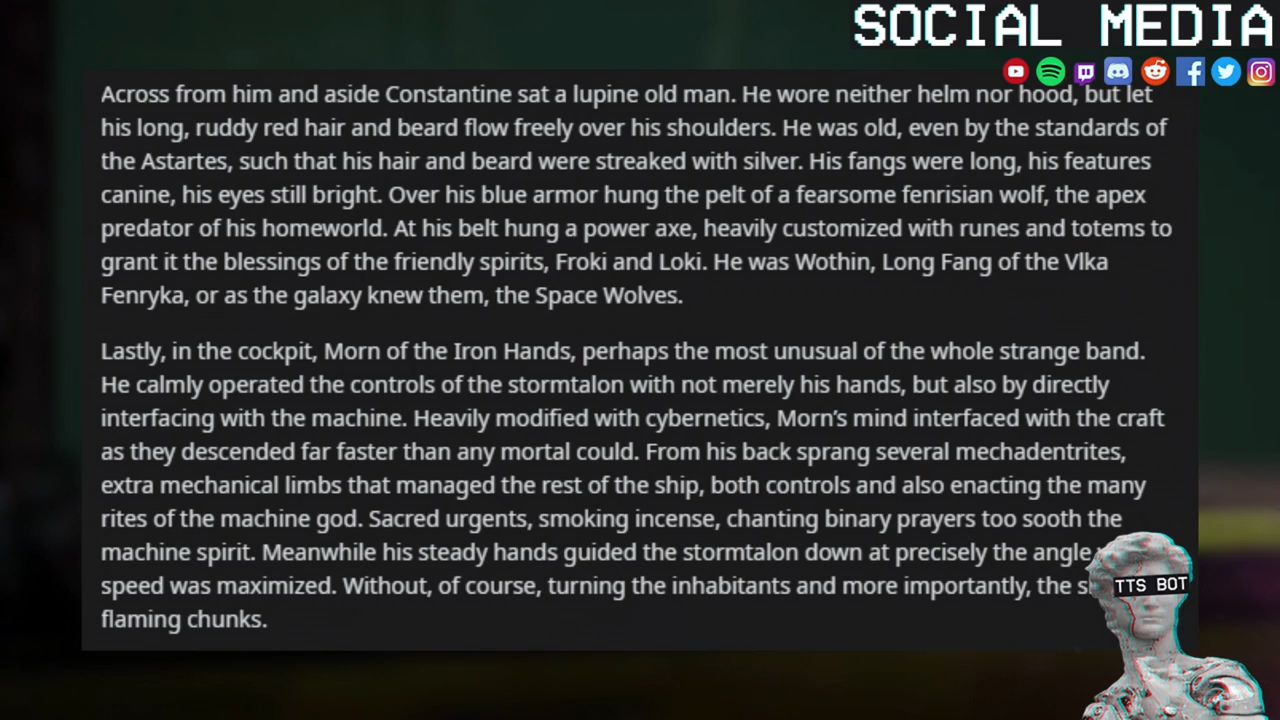 SOCIAL MEDIA
Across from him and aside Constantine sat a lupine old man. He wore neither helm nor hood, but let
his long, ruddy red hair and beard flow freely over his shoulders. He was old, even by the standards of
the Astartes, such that his hair and beard were streaked with silver. His fangs were long, his features
canine, his eyes still bright. Over his blue armor hung the pelt of a fearsome fenrisian wolf, the apex
predator of his homeworld. At his belt hung a power axe, heavily customized with runes and totems to
grant it the blessings of the friendly spirits, Froki and Loki. He was Wothin, Long Fang of the Vlka
Fenryka, or as the galaxy knew them, the Space Wolves.
Lastly, in the cockpit, Morn of the Iron Hands, perhaps the most unusual of the whole strange band.
He calmly operated the controls of the stormtalon with not merely his hands, but also by directly
interfacing with the machine. Heavily modified with cybernetics, Morn's mind interfaced with the craft
as they descended far faster than any mortal could. From his back sprang several mechadentrites,
extra mechanical limbs that managed the rest of the ship, both controls and also enacting the many
rites of the machine god. Sacred urgents, smoking incense, chanting binary prayers too sooth the
machine spirit. Meanwhile his steady hands guided the stormtalon down at precisely the angle
speed was maximized. Without, of course, turning the inhabitants and more importantly, the
flaming chunks.
TTS BOT